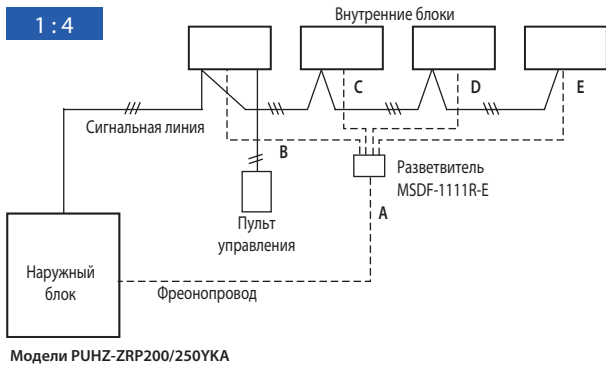 1 : 4
Внутренние блоки
C
D
E
Сигнальная линия
B
Разветвитель
MSDF-1111R-E
A
Пульт
управления
Наружный
блок
Фреонопровод
Модели PUHZ-ZRP200/250YKA